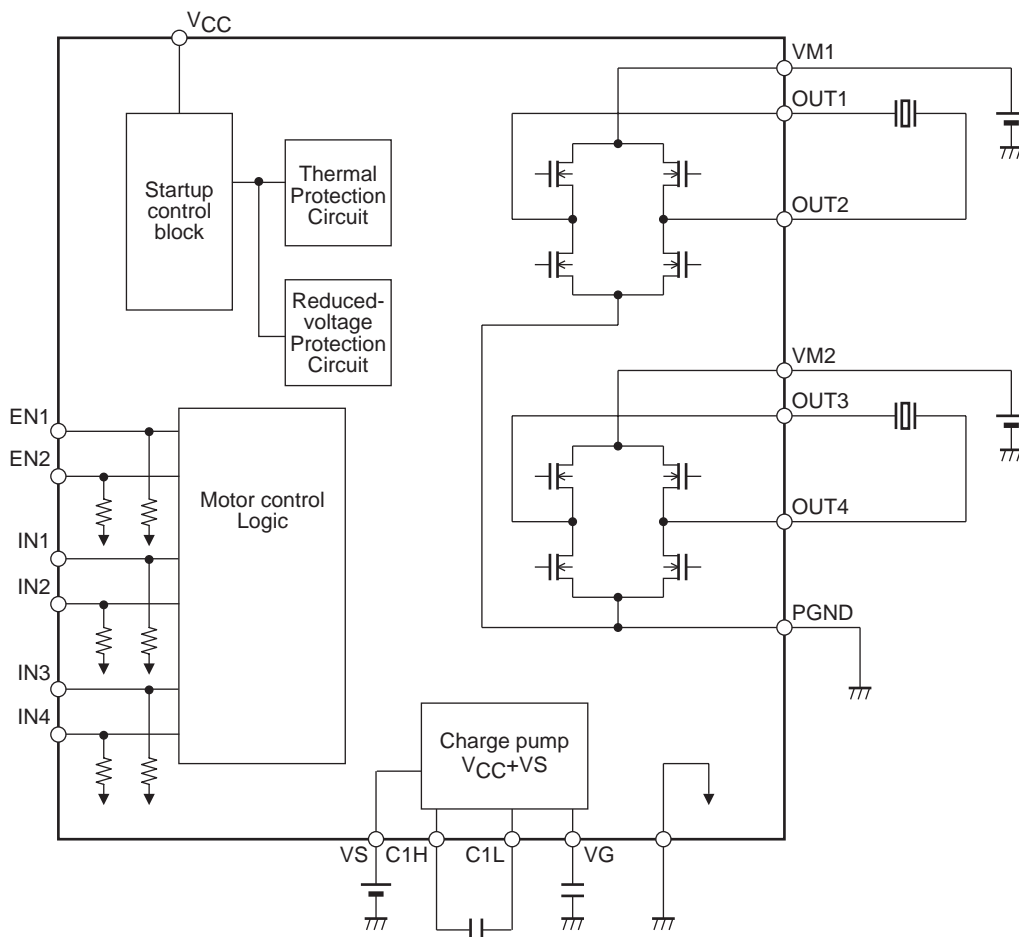 VCC
VM1
OUT1
Startup
control
block
Thermal
Protection
Circuit
OUT2
Reduced-
voltage
Protection
Circuit
VM2
OUT3
EN1
EN2
Motor control
Logic
OUT4
IN1
IN2
PGND
IN3
IN4
Charge pump
VCC+VS
VS
C1H
C1L
VG